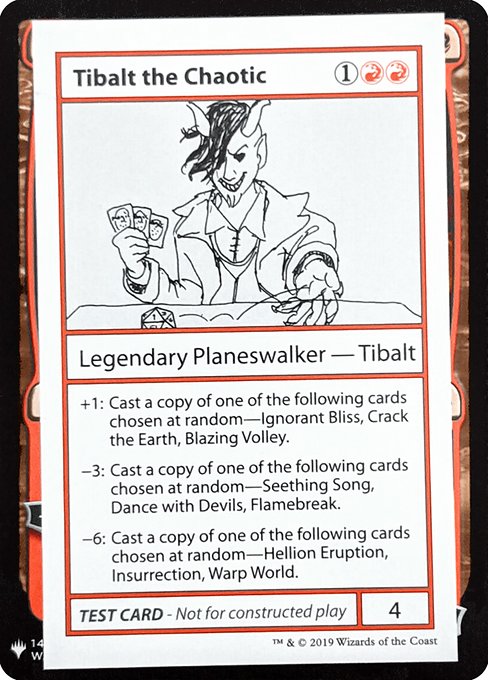 Tibalt the Chaotic 1
Legendary Planeswalker — Tibalt
+1: Cast a copy of one of the following cards
chosen at random—Ignorant Bliss, Crack
the Earth, Blazing Volley.
−3: Cast a copy of one of the following cards
chosen at random—Seething Song,
Dance with Devils, Flamebreak.
−6: Cast a copy of one of the following cards
chosen at random—Hellion Eruption,
Insurrection, Warp World.
TEST CARD - Not for constructed play 4
™ & © 2019 Wizards of the Coast